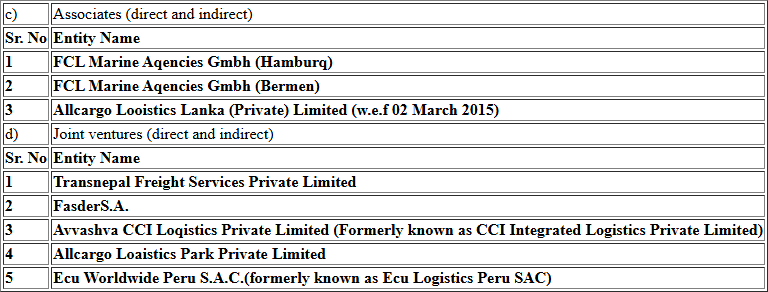 c) Associates (direct and indirect)
Sr. No Entity Name
1 FCL Marine Aqencies Gmbh (Hamburq)
2 FCL Marine Aqencies Gmbh (Bermen)
3 Allcargo Looistics Lanka (Private) Limited (w.e.f 02 March 2015)
d) Joint ventures (direct and indirect)
Sr. No Entity Name
1 Transnepal Freight Services Private Limited
2 FasderS.A.
3 Avvashva CCI Loqistics Private Limited (Formerly known as CCI Integrated Logistics Private Limited)
4 Allcargo Loaistics Park Private Limited
5 Ecu Worldwide Peru S.A.C.(formerly known as Ecu Logistics Peru SAC)